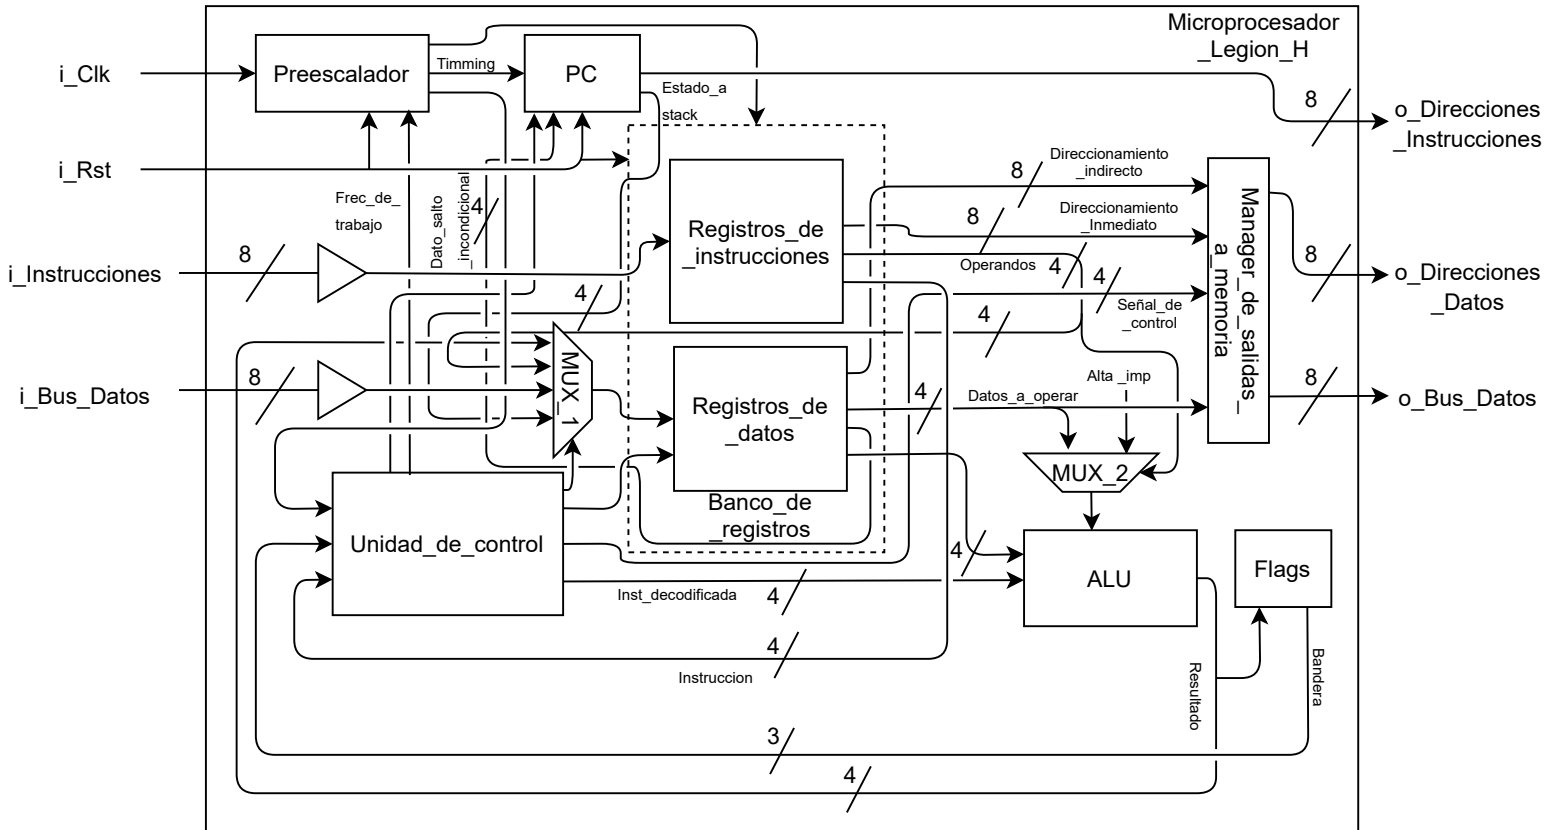 Microprocesador
_Legion_H
i_Clk
Preescalador
Timming
PC
Estado_a
stack
8
o_Direcciones
_Instrucciones
i_Rst
Frec_de_
trabajo
Dato_salto
_incondicional
4
Registros_de
_instrucciones
8
Direccionamiento
_indirecto
8
Direccionamiento
_Inmediato
Operandos
4
4
Señal_de
_control
Manager_de_salidas_
a_memoria
8
o_Direcciones
_Datos
i_Instrucciones
8
4
4
i_Bus_Datos
8
MUX_1
Registros_de
_datos
4
Datos_a_operar
Alta _imp
8
o_Bus_Datos
MUX_2
Banco_de
_registros
Unidad_de_control
4
ALU
Flags
Inst_decodificada
4
4
Instruccion
Resultado
Bandera
3
4